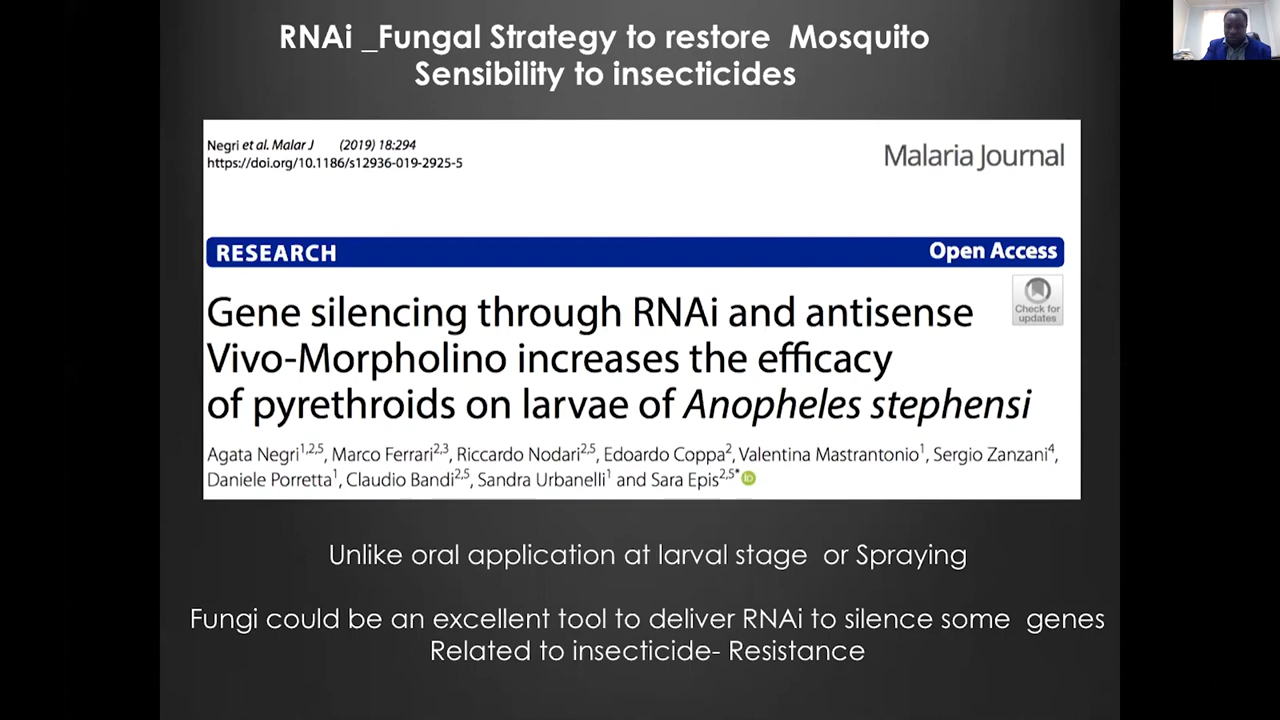 RNAi _Fungal Strategy to restore Mosquito
Sensibility to insecticides
Negri et al. Malar J (2019) 18:294
https://doi.org/10.1186/s12936-019-2925-5
Malaria Journal
RESEARCH
Open Access
Gene silencing through RNAi and antisense
Vivo-Morpholino increases the efficacy
of pyrethroids on larvae of Anopheles stephensi
Check for
updates
Agata Negri1,2,5, Marco Ferrari2,3, Riccardo Nodari2,5, Edoardo Coppa2, Valentina Mastrantonio1, Sergio Zanzani4,
Daniele Porretta1, Claudio Bandi2,5, Sandra Urbanelli1 and Sara Epis2,5* iD
Unlike oral application at larval stage or Spraying
Fungi could be an excellent tool to deliver RNAi to silence some genes
Related to insecticide- Resistance